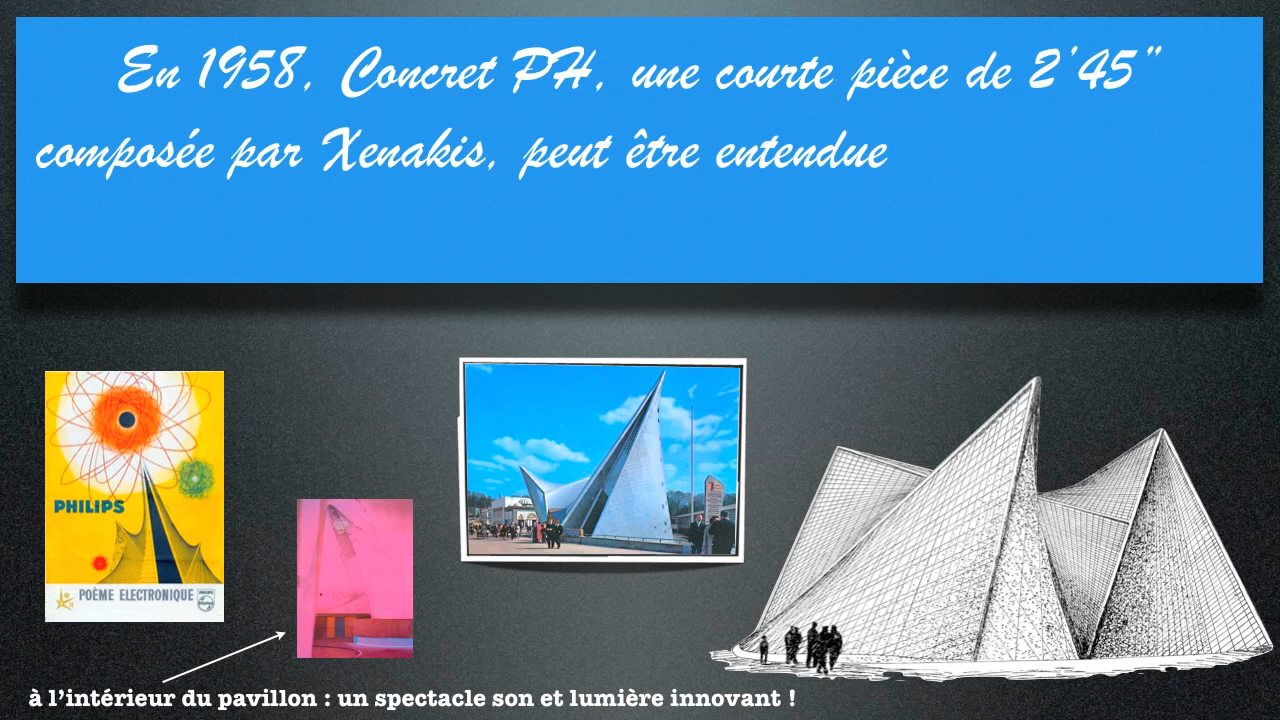 En 1958, Concret PH, une courte pièce de 2'45"
composée par Xenakis, peut être entendue
PHILIPS
POÈME ELECTRONIQUE
à l'intérieur du pavillon : un spectacle son et lumière innovant !